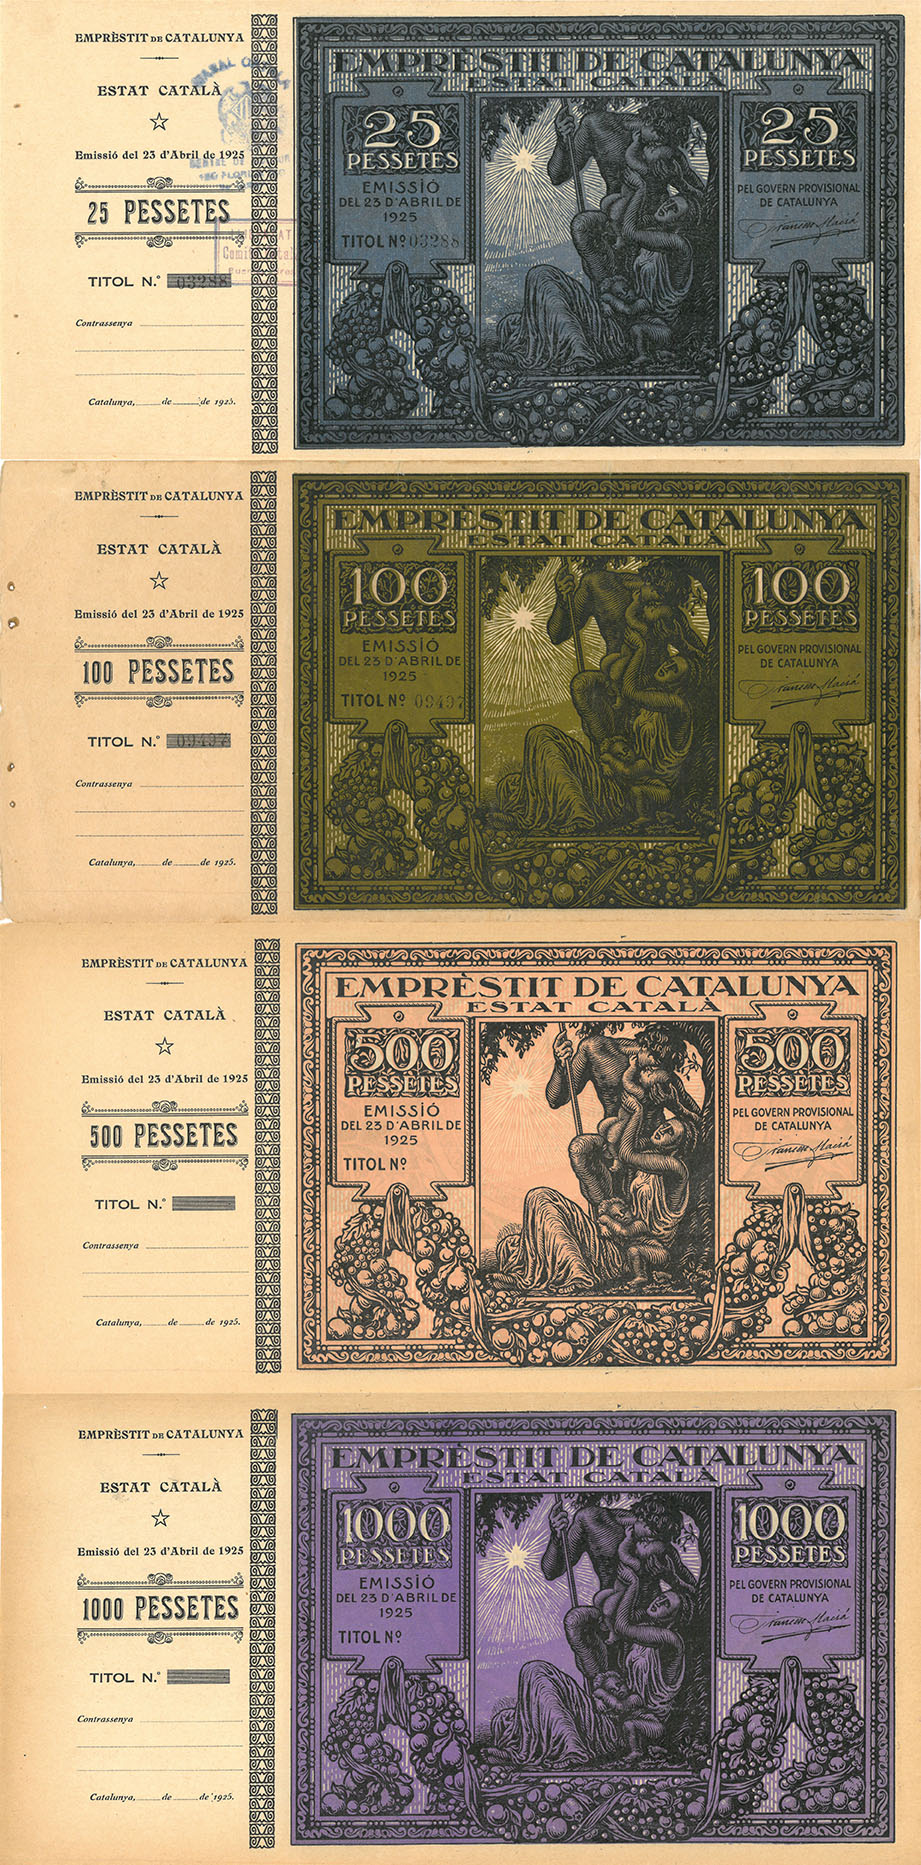 EMPRÈSTIT DE CATALUNYA
ESTAT CATALÀ
Emissió del 23 d'Abril de 1925
25 PESSETES
TITOL N.° 03288
Contrassenya
Catalunya, de de 1925.
CASAL
EMPRÈSTIT DE CATALUNYA
ESTAT CATALÀ
25
PESSETES
EMISSIÓ
DEL 23 D'ABRIL DE
1925
TITOL Nº 03288
25
PESSETES
PEL GOVERN PROVISIONAL
DE CATALUNYA
Francesc Macià
EMPRÈSTIT DE CATALUNYA
ESTAT CATALÀ
Emissió del 23 d'Abril de 1925
100 PESSETES
TITOL N.° 09497
Contrassenya
Catalunya, de de 1925.
EMPRÈSTIT DE CATALUNYA
ESTAT CATALÀ
100
PESSETES
EMISSIÓ
DEL 23 D'ABRIL DE
1925
TITOL Nº 09497
100
PESSETES
PEL GOVERN PROVISIONAL
DE CATALUNYA
Francesc Macià
EMPRÈSTIT DE CATALUNYA
ESTAT CATALÀ
Emissió del 23 d'Abril de 1925
500 PESSETES
TITOL N.°
Contrassenya
Catalunya, de de 1925.
EMPRÈSTIT DE CATALUNYA
ESTAT CATALÀ
500
PESSETES
EMISSIÓ
DEL 23 D'ABRIL DE
1925
TITOL Nº
500
PESSETES
PEL GOVERN PROVISIONAL
DE CATALUNYA
Francesc Macià
EMPRÈSTIT DE CATALUNYA
ESTAT CATALÀ
Emissió del 23 d'Abril de 1925
1000 PESSETES
TITOL N.°
Contrassenya
Catalunya, de de 1925.
EMPRÈSTIT DE CATALUNYA
ESTAT CATALÀ
1000
PESSETES
EMISSIÓ
DEL 23 D'ABRIL DE
1925
TITOL Nº
1000
PESSETES
PEL GOVERN PROVISIONAL
DE CATALUNYA
Francesc Macià